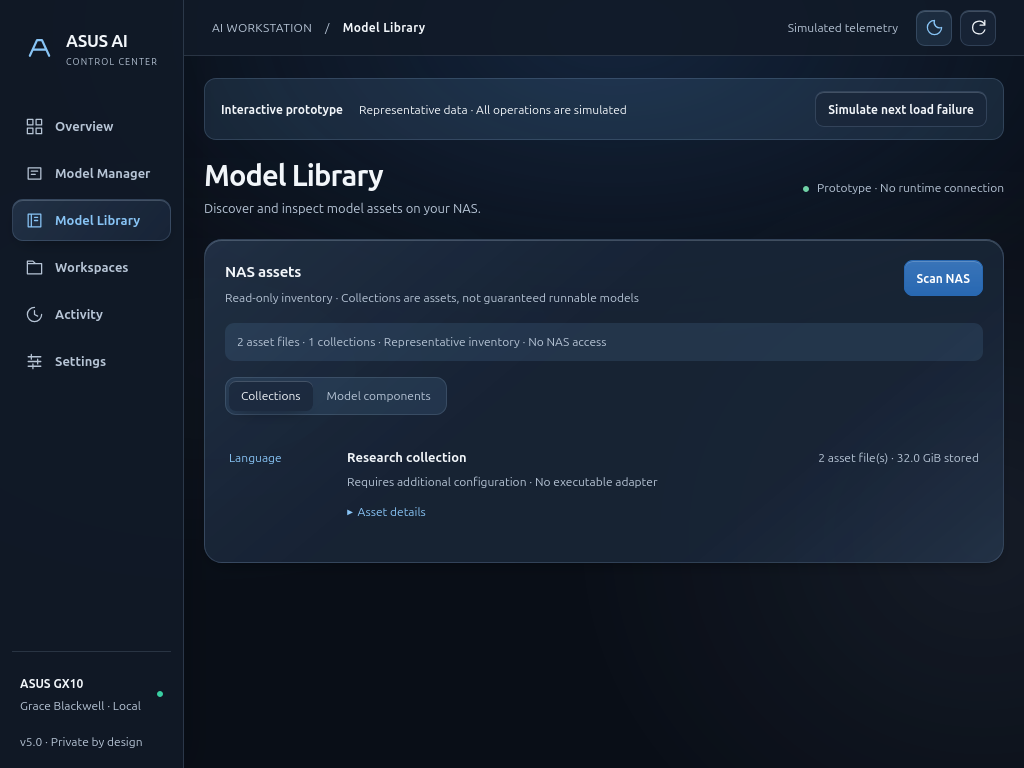 ASUS AI
CONTROL CENTER
Overview
Model Manager
Model Library
Workspaces
Activity
Settings
ASUS GX10
Grace Blackwell · Local
v5.0 · Private by design
AI WORKSTATION / Model Library
Simulated telemetry
Interactive prototype Representative data · All operations are simulated
Simulate next load failure
Model Library
Discover and inspect model assets on your NAS.
Prototype · No runtime connection
NAS assets
Read-only inventory · Collections are assets, not guaranteed runnable models
Scan NAS
2 asset files · 1 collections · Representative inventory · No NAS access
Collections Model components
Language Research collection 2 asset file(s) · 32.0 GiB stored
Requires additional configuration · No executable adapter
▸ Asset details